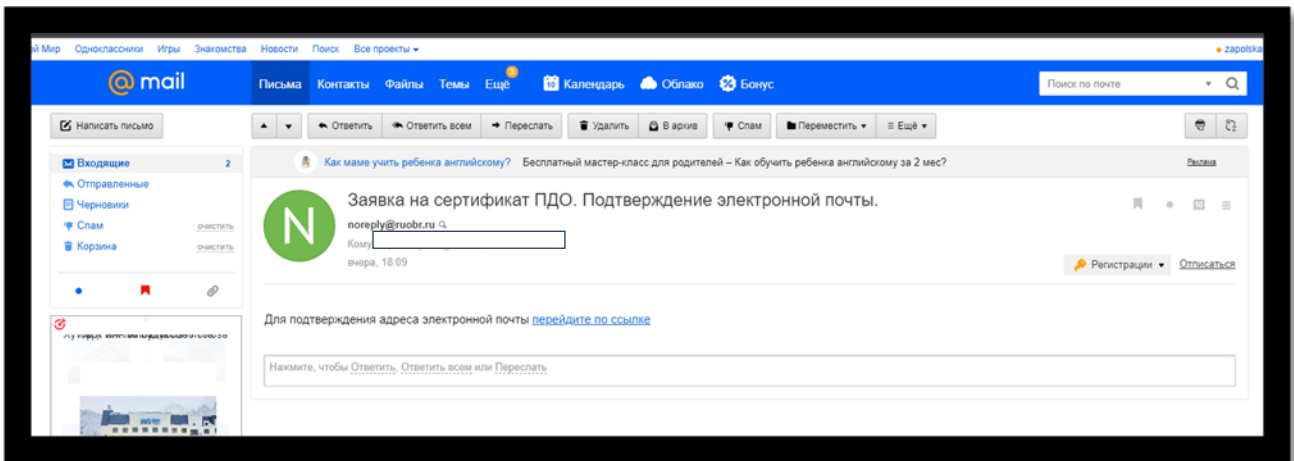 й Мир Одноклассники Игры Знакомства Новости Поиск Все проекты
zapolska
@mail
Письма Контакты Файлы Темы Ещё 3 10 Календарь Облако Бонус
Поиск по почте
Написать письмо
Ответить Ответить всем Переслать Удалить В архив Спам Переместить Ещё
Входящие 2
Отправленные
Черновики
Спам очистить
Корзина очистить
Как маме учить ребенка английскому? Бесплатный мастер-класс для родителей – Как обучить ребенка английскому за 2 мес?
Реклама
N
Заявка на сертификат ПДО. Подтверждение электронной почты.
noreply@ruobr.ru
Кому
вчера, 18:09
10
Регистрации Отписаться
Для подтверждения адреса электронной почты перейдите по ссылке
Нажмите, чтобы Ответить, Ответить всем или Переслать